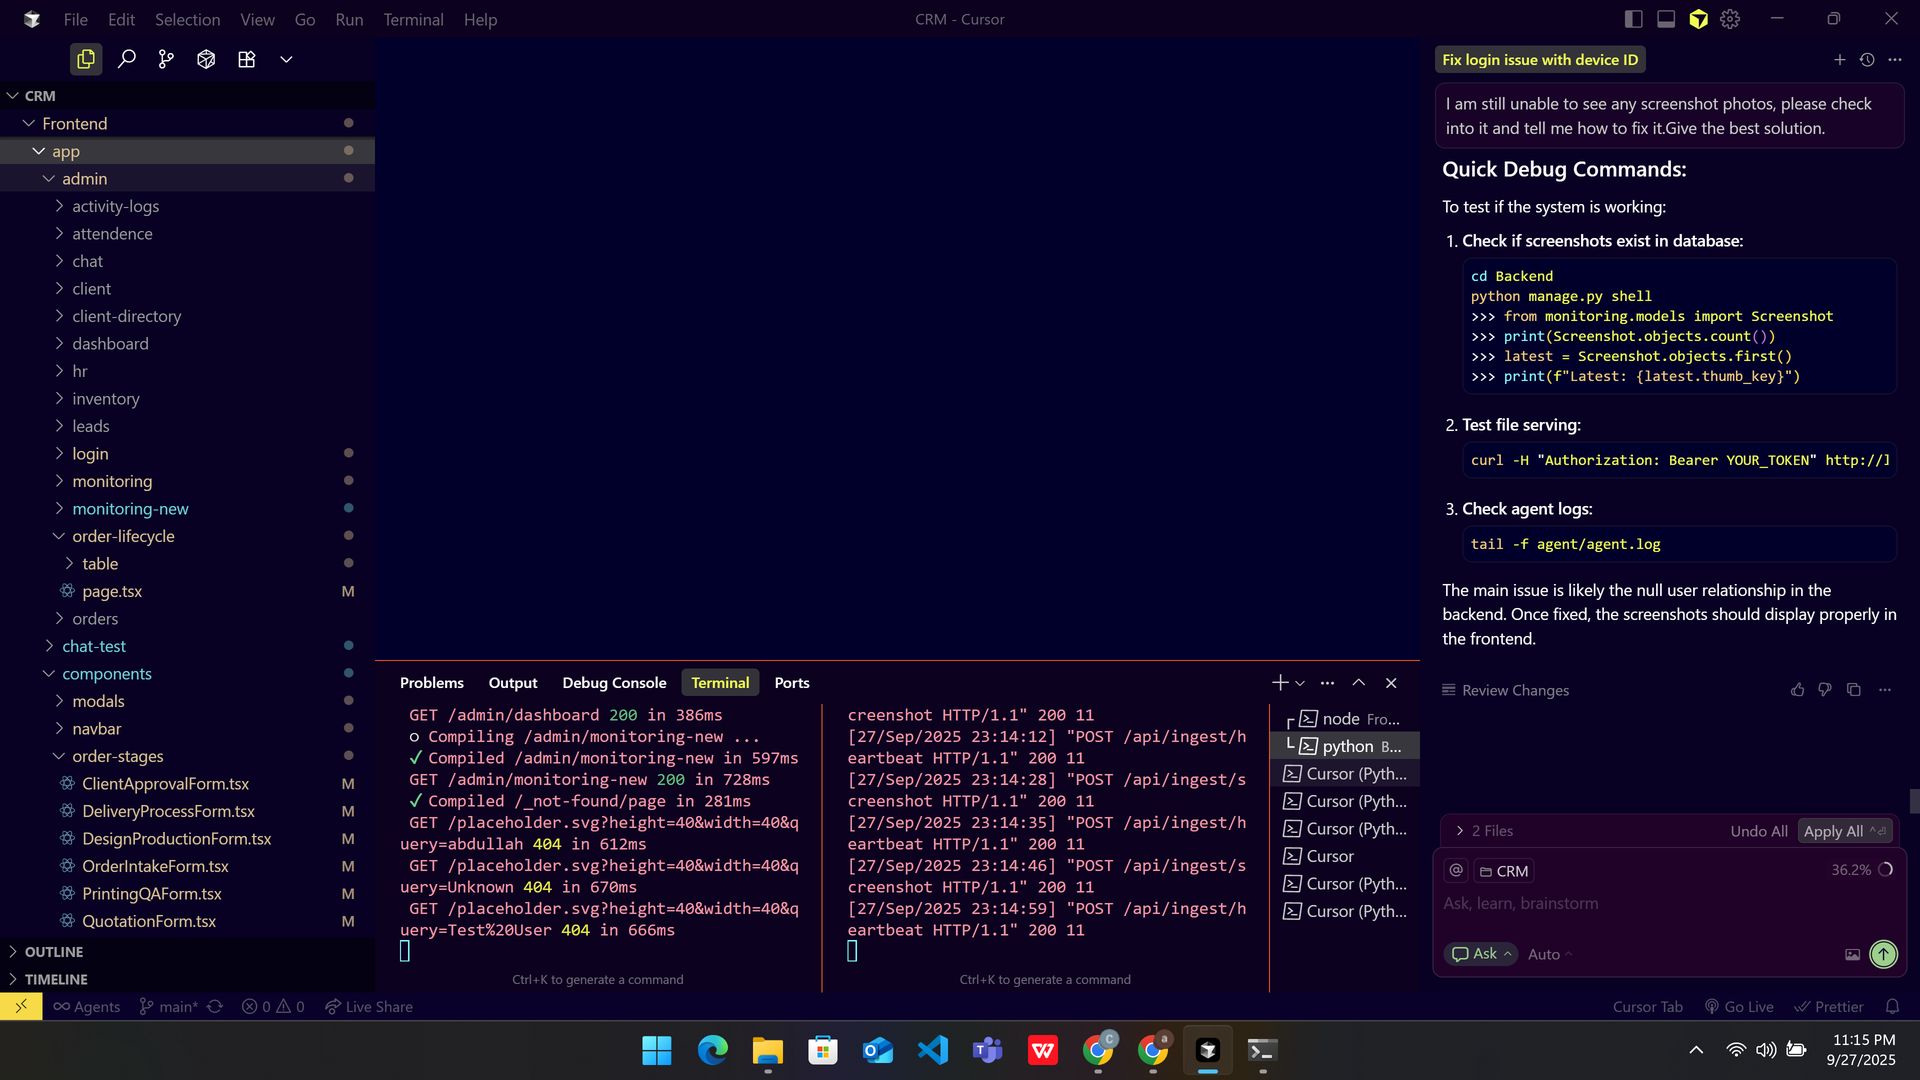 File Edit Selection View Go Run Terminal Help
CRM - Cursor
CRM
Frontend
app
admin
activity-logs
attendence
chat
client
client-directory
dashboard
hr
inventory
leads
login
monitoring
monitoring-new
order-lifecycle
table
page.tsx M
orders
chat-test
components
modals
navbar
order-stages
ClientApprovalForm.tsx M
DeliveryProcessForm.tsx M
DesignProductionForm.tsx M
OrderIntakeForm.tsx M
PrintingQAForm.tsx M
QuotationForm.tsx M
OUTLINE
TIMELINE
Problems Output Debug Console Terminal Ports
GET /admin/dashboard 200 in 386ms
○ Compiling /admin/monitoring-new ...
✓ Compiled /admin/monitoring-new in 597ms
GET /admin/monitoring-new 200 in 728ms
✓ Compiled /_not-found/page in 281ms
GET /placeholder.svg?height=40&width=40&q
uery=abdullah 404 in 612ms
GET /placeholder.svg?height=40&width=40&q
uery=Unknown 404 in 670ms
GET /placeholder.svg?height=40&width=40&q
uery=Test%20User 404 in 666ms
Ctrl+K to generate a command
creenshot HTTP/1.1" 200 11
[27/Sep/2025 23:14:12] "POST /api/ingest/h
eartbeat HTTP/1.1" 200 11
[27/Sep/2025 23:14:28] "POST /api/ingest/s
creenshot HTTP/1.1" 200 11
[27/Sep/2025 23:14:35] "POST /api/ingest/h
eartbeat HTTP/1.1" 200 11
[27/Sep/2025 23:14:46] "POST /api/ingest/s
creenshot HTTP/1.1" 200 11
[27/Sep/2025 23:14:59] "POST /api/ingest/h
eartbeat HTTP/1.1" 200 11
Ctrl+K to generate a command
node Fro...
python B...
Cursor (Pyth...
Cursor (Pyth...
Cursor (Pyth...
Cursor
Cursor (Pyth...
Cursor (Pyth...
Fix login issue with device ID
I am still unable to see any screenshot photos, please check
into it and tell me how to fix it.Give the best solution.
Quick Debug Commands:
To test if the system is working:
1. Check if screenshots exist in database:
cd Backend
python manage.py shell
>>> from monitoring.models import Screenshot
>>> print(Screenshot.objects.count())
>>> latest = Screenshot.objects.first()
>>> print(f"Latest: {latest.thumb_key}")
2. Test file serving:
curl -H "Authorization: Bearer YOUR_TOKEN" http://l
3. Check agent logs:
tail -f agent/agent.log
The main issue is likely the null user relationship in the
backend. Once fixed, the screenshots should display properly in
the frontend.
Review Changes
2 Files Undo All Apply All
@ CRM 36.2%
Ask, learn, brainstorm
Ask Auto
Agents main* 0 0 Live Share
Cursor Tab Go Live Prettier
11:15 PM
9/27/2025